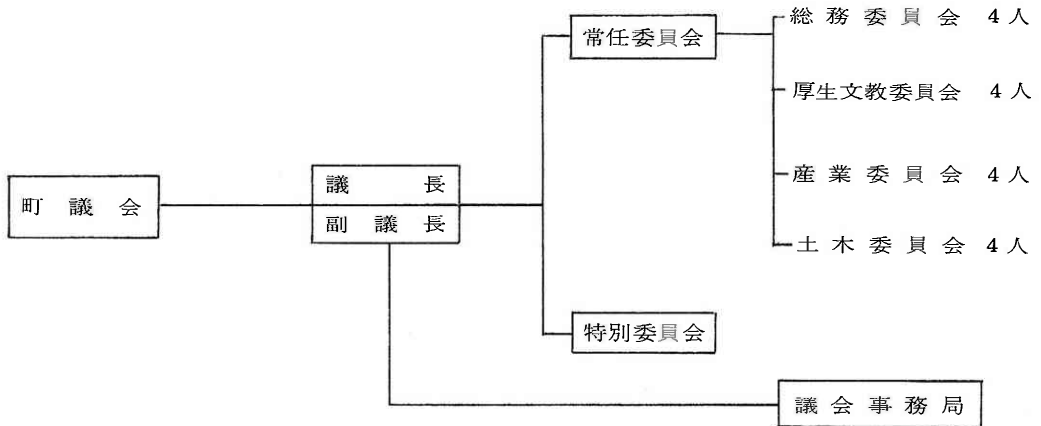 総務委員会 4人
常任委員会
厚生文教委員会 4人
産業委員会 4人
議長
町議会
副議長
土木委員会 4人
特別委員会
議会事務局